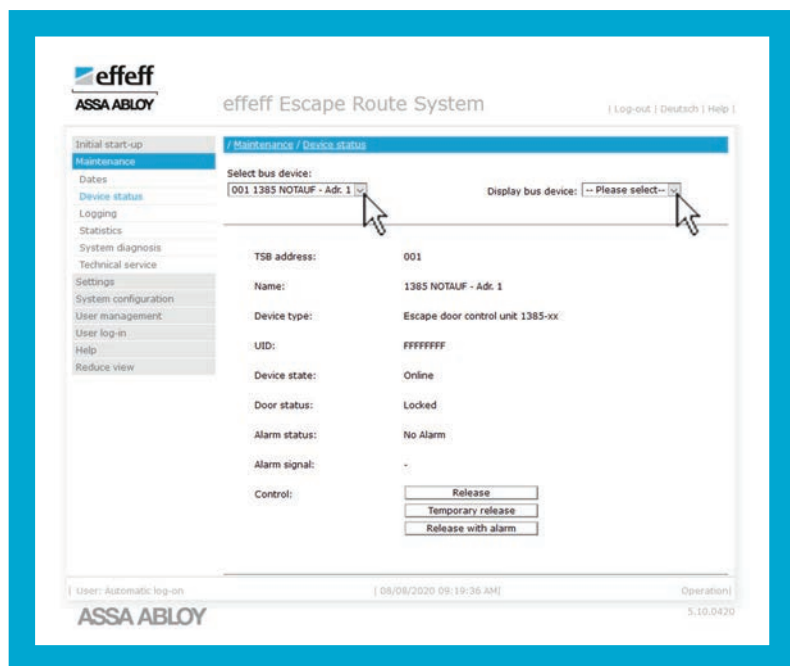 effeff
ASSA ABLOY
effeff Escape Route System
| Log-out | Deutsch | Help |
Initial start-up
Maintenance
Dates
Device status
Logging
Statistics
System diagnosis
Technical service
Settings
System configuration
User management
User log-in
Help
Reduce view
/ Maintenance / Device status
Select bus device:
001 1385 NOTAUF - Adr. 1
Display bus device: -- Please select--
TSB address: 001
Name: 1385 NOTAUF - Adr. 1
Device type: Escape door control unit 1385-xx
UID: FFFFFFFF
Device state: Online
Door status: Locked
Alarm status: No Alarm
Alarm signal: -
Control: Release
Temporary release
Release with alarm
| User: Automatic log-on | 08/08/2020 09:19:36 AM| Operation|
ASSA ABLOY
5.10.0420